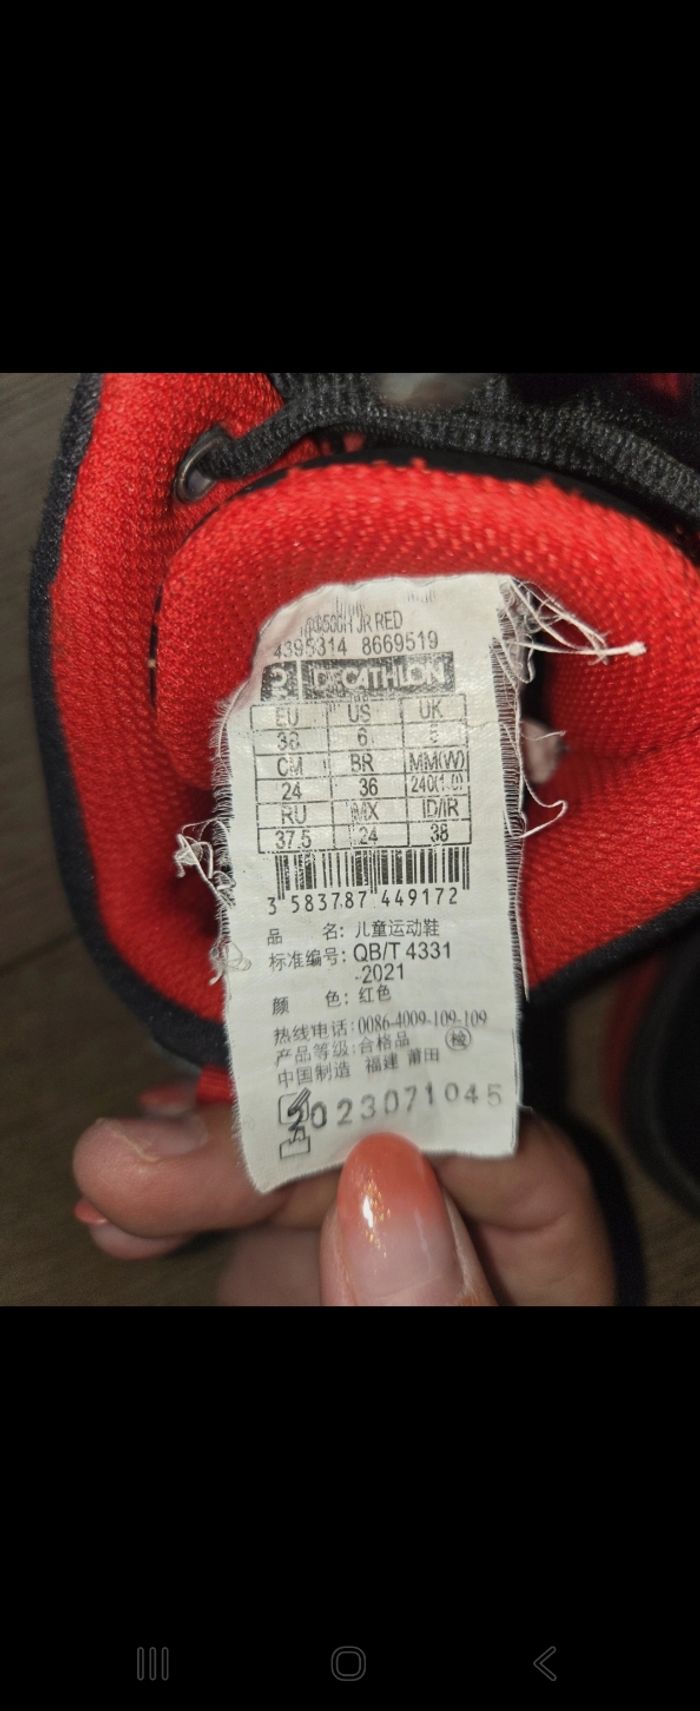 JR RED
4395314 8669519
DECATHLON
EU US UK
38 6 5
CM BR MM(W)
24 36 240(1.0)
RU MX ID/IR
37.5 24 38
3 583787 449172
品 名: 儿童运动鞋
标准编号: QB/T 4331
-2021
颜 色: 红色
热线电话: 0086-4009-109-109
产品等级: 合格品 检
中国制造 福建 莆田
2023071045